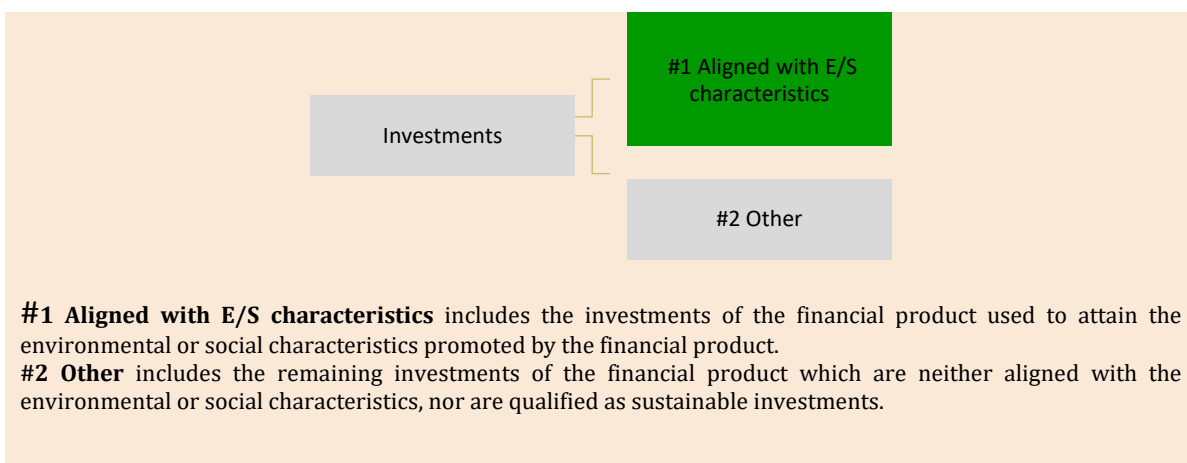 #1 Aligned with E/S
characteristics
Investments
#2 Other
#1 Aligned with E/S characteristics includes the investments of the financial product used to attain the
environmental or social characteristics promoted by the financial product.
#2 Other includes the remaining investments of the financial product which are neither aligned with the
environmental or social characteristics, nor are qualified as sustainable investments.